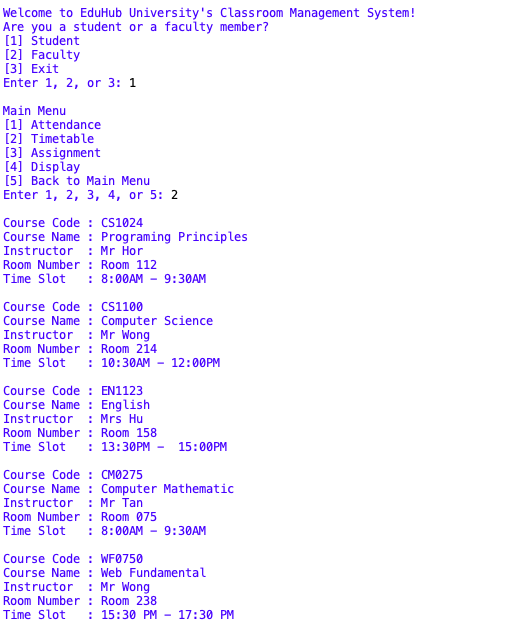 Welcome to EduHub University's Classroom Management System!
Are you a student or a faculty member?
[1] Student
[2] Faculty
[3] Exit
Enter 1, 2, or 3: 1

Main Menu
[1] Attendance
[2] Timetable
[3] Assignment
[4] Display
[5] Back to Main Menu
Enter 1, 2, 3, 4, or 5: 2

Course Code : CS1024
Course Name : Programing Principles
Instructor  : Mr Hor
Room Number : Room 112
Time Slot   : 8:00AM - 9:30AM

Course Code : CS1100
Course Name : Computer Science
Instructor  : Mr Wong
Room Number : Room 214
Time Slot   : 10:30AM - 12:00PM

Course Code : EN1123
Course Name : English
Instructor  : Mrs Hu
Room Number : Room 158
Time Slot   : 13:30PM -  15:00PM

Course Code : CM0275
Course Name : Computer Mathematic
Instructor  : Mr Tan
Room Number : Room 075
Time Slot   : 8:00AM - 9:30AM

Course Code : WF0750
Course Name : Web Fundamental
Instructor  : Mr Wong
Room Number : Room 238
Time Slot   : 15:30 PM - 17:30 PM